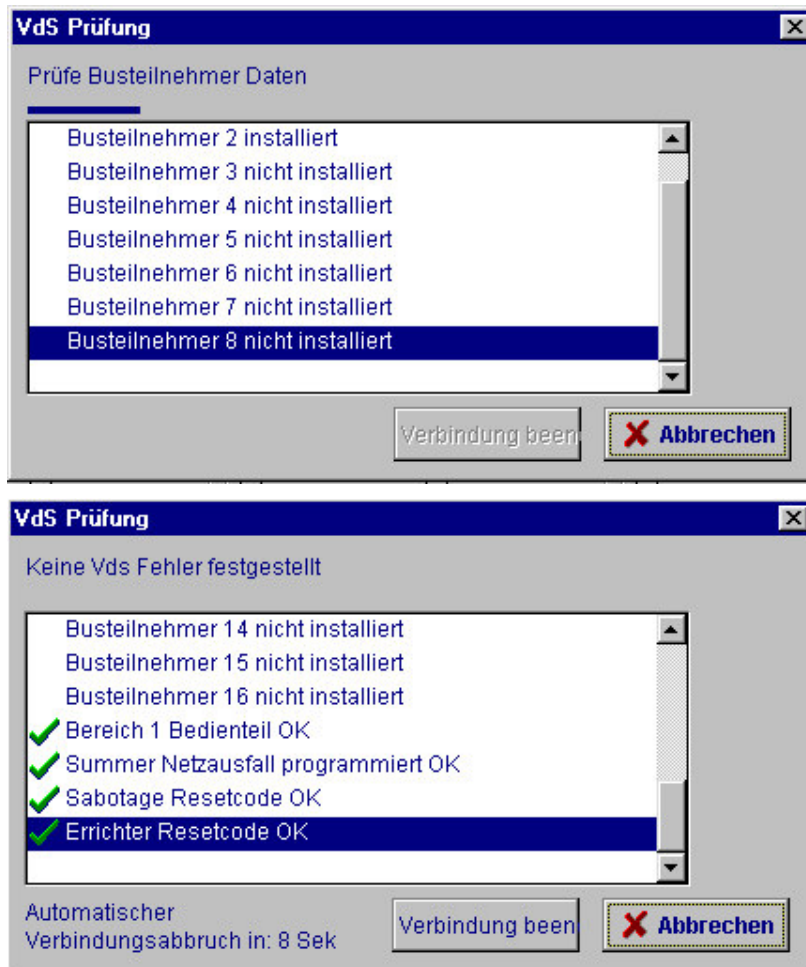 VdS Prüfung
Prüfe Busteilnehmer Daten
Busteilnehmer 2 installiert
Busteilnehmer 3 nicht installiert
Busteilnehmer 4 nicht installiert
Busteilnehmer 5 nicht installiert
Busteilnehmer 6 nicht installiert
Busteilnehmer 7 nicht installiert
Busteilnehmer 8 nicht installiert
Verbindung been
Abbrechen
VdS Prüfung
Keine Vds Fehler festgestellt
Busteilnehmer 14 nicht installiert
Busteilnehmer 15 nicht installiert
Busteilnehmer 16 nicht installiert
Bereich 1 Bedienteil OK
Summer Netzausfall programmiert OK
Sabotage Resetcode OK
Errichter Resetcode OK
Automatischer
Verbindungsabbruch in: 8 Sek
Verbindung been
Abbrechen